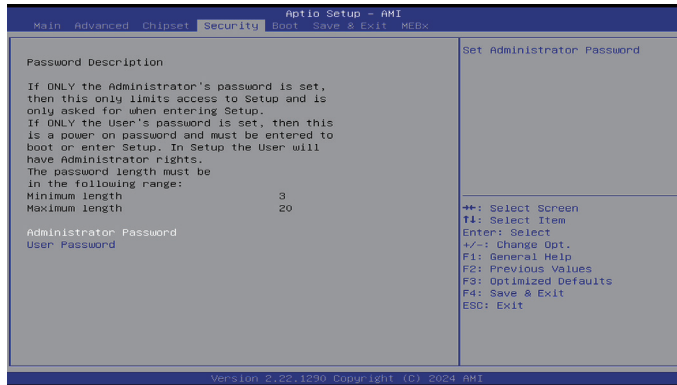 Aptio Setup – AMI
Main Advanced Chipset Security Boot Save & Exit MEBx
Password Description
If ONLY the Administrator's password is set,
then this only limits access to Setup and is
only asked for when entering Setup.
If ONLY the User's password is set, then this
is a power on password and must be entered to
boot or enter Setup. In Setup the User will
have Administrator rights.
The password length must be
in the following range:
Minimum length 3
Maximum length 20
Administrator Password
User Password
Set Administrator Password
→←: Select Screen
↑↓: Select Item
Enter: Select
+/-: Change Opt.
F1: General Help
F2: Previous Values
F3: Optimized Defaults
F4: Save & Exit
ESC: Exit
Version 2.22.1290 Copyright (C) 2024 AMI